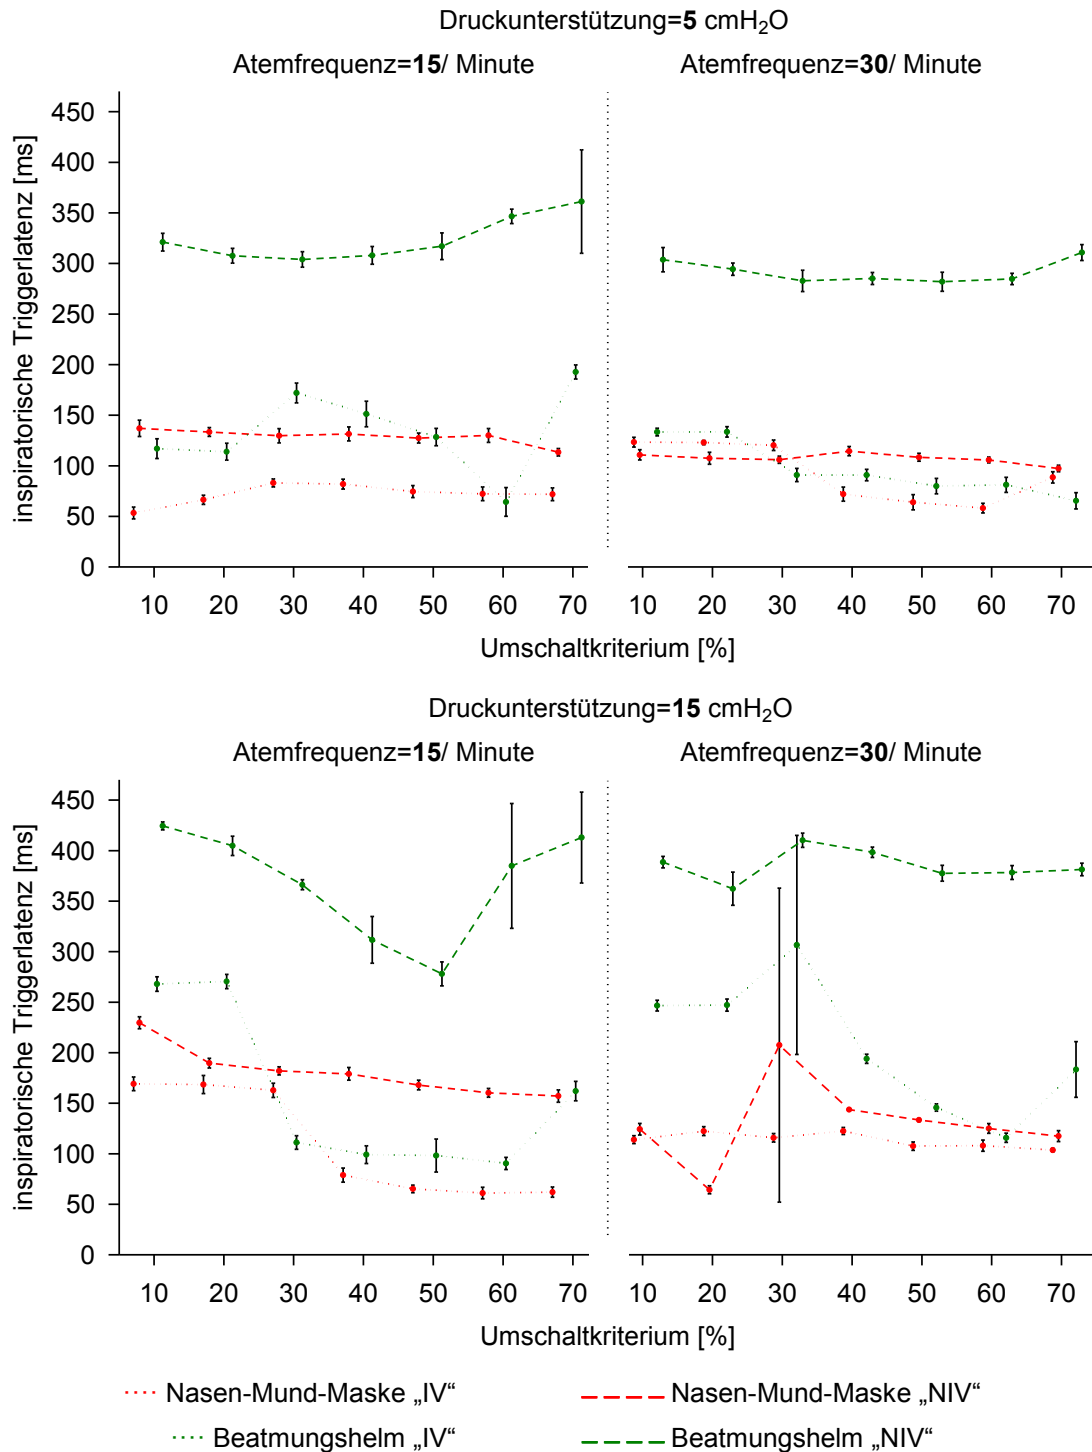 Druckunterstützung=5 cmH₂O
Atemfrequenz=15/ Minute
Atemfrequenz=30/ Minute
inspiratorische Triggerlatenz [ms]
450
400
350
300
250
200
150
100
50
0
10 20 30 40 50 60 70
10 20 30 40 50 60 70
Umschaltkriterium [%]
Druckunterstützung=15 cmH₂O
Atemfrequenz=15/ Minute
Atemfrequenz=30/ Minute
inspiratorische Triggerlatenz [ms]
450
400
350
300
250
200
150
100
50
0
10 20 30 40 50 60 70
10 20 30 40 50 60 70
Umschaltkriterium [%]
Nasen-Mund-Maske „IV“
Nasen-Mund-Maske „NIV“
Beatmungshelm „IV“
Beatmungshelm „NIV“